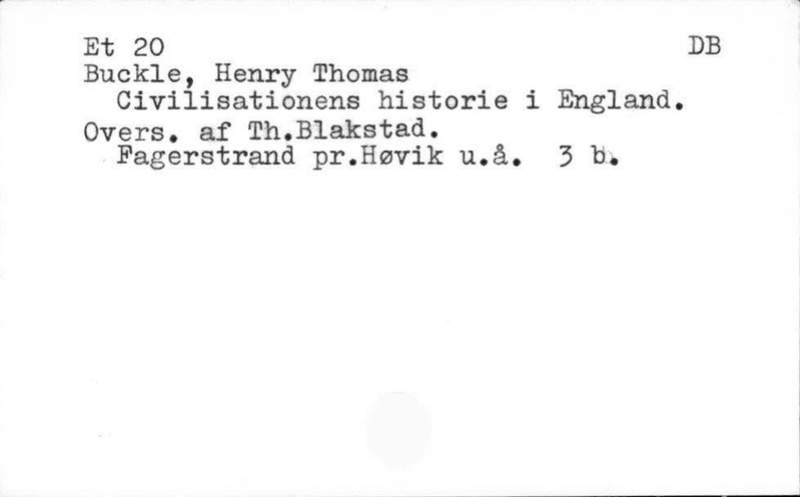 Et 20 DB
Buckle, Henry Thomas
Civilisationens historie i England.
Overs. af Th.Blakstad.
Fagerstrand pr.Høvik u.å. 3 b.